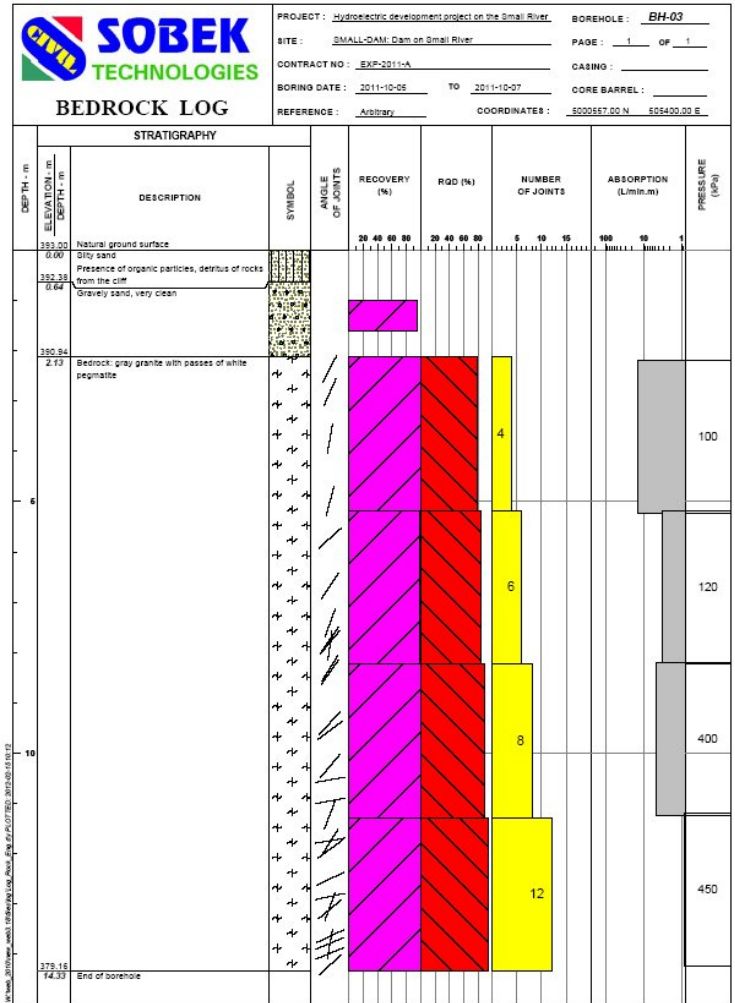 CIVIL
SOBEK
TECHNOLOGIES
BEDROCK LOG
PROJECT : Hydroelectric development project on the Small River
BOREHOLE : BH-03
SITE : SMALL-DAM: Dam on Small River
PAGE : 1 OF 1
CONTRACT NO : EXP-2011-A
CASING :
BORING DATE : 2011-10-05 TO 2011-10-07
CORE BARREL :
REFERENCE : Arbitrary
COORDINATES : 5000557.00 N 505400.00 E
STRATIGRAPHY
DEPTH - m
ELEVATION - m
DEPTH - m
DESCRIPTION
SYMBOL
ANGLE
OF JOINTS
RECOVERY
(%)
RQD (%)
NUMBER
OF JOINTS
ABSORPTION
(L/min.m)
PRESSURE
(kPa)
20 40 60 80
20 40 60 80
5 10 15
100 10 1
393.00 Natural ground surface
0.00 Silty sand
Presence of organic particles, detritus of rocks
392.38 from the cliff
0.64 Gravely sand, very clean
390.94
2.13 Bedrock: gray granite with passes of white
pegmatite
4
100
6
6
120
8
10
400
12
450
379.16
14.33 End of borehole